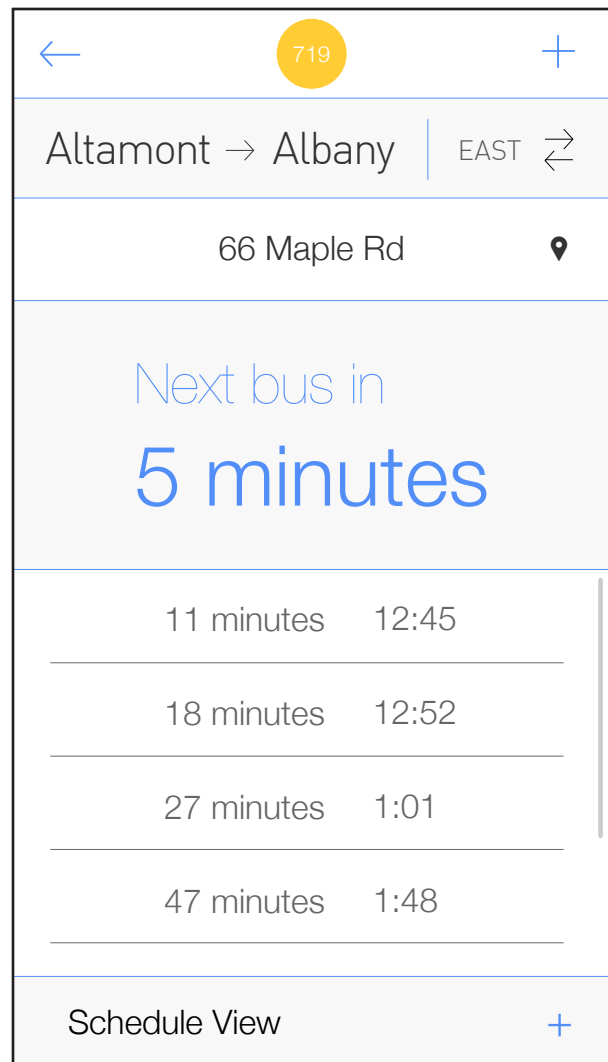 719
Altamont → Albany EAST
66 Maple Rd
Next bus in
5 minutes
11 minutes 12:45
18 minutes 12:52
27 minutes 1:01
47 minutes 1:48
Schedule View +